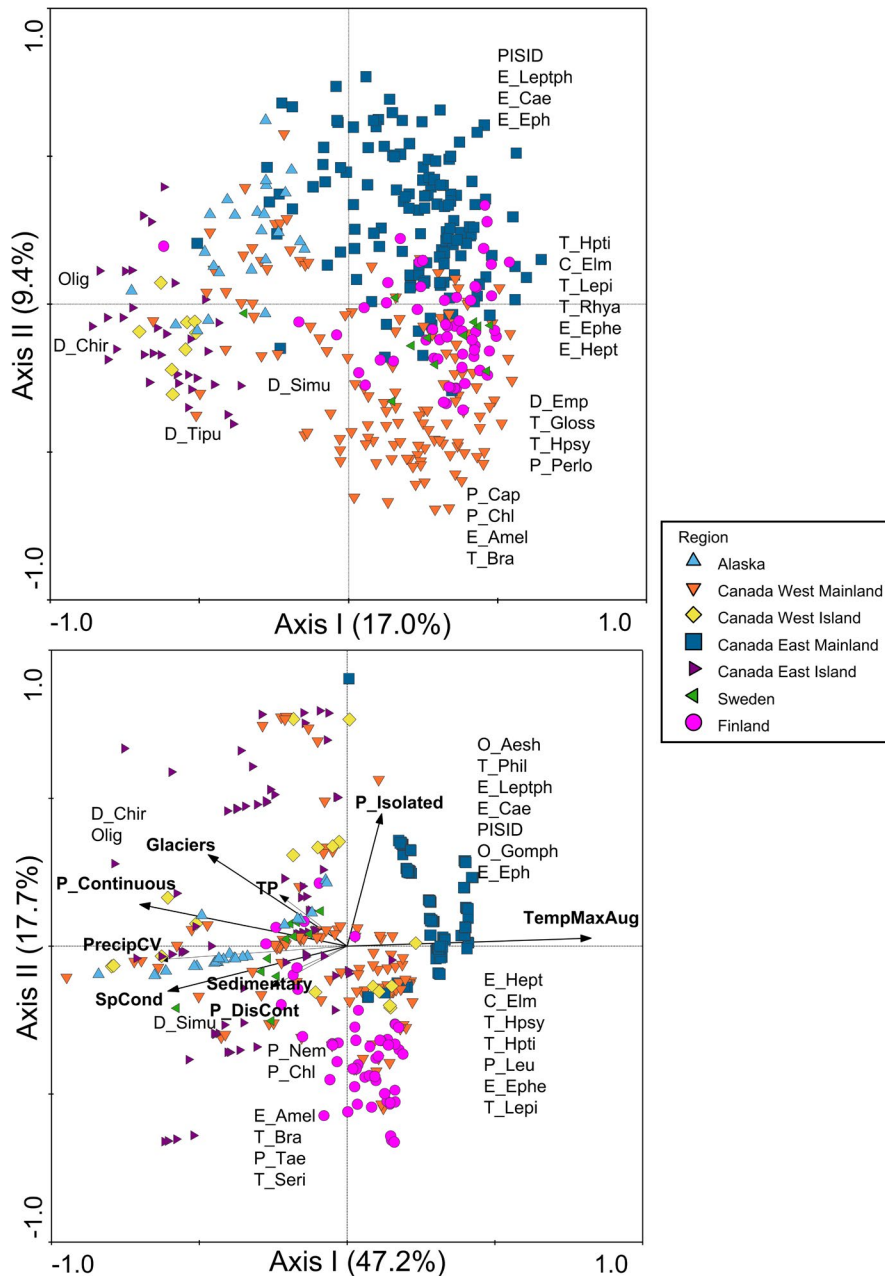 1.0
PISID
E_Leptph
E_Cae
E_Eph
T_Hpti
C_Elm
T_Lepi
T_Rhya
E_Ephe
E_Hept
Olig
D_Chir
D_Simu
D_Tipu
D_Emp
T_Gloss
T_Hpsy
P_Perlo
P_Cap
P_Chl
E_Amel
T_Bra
Axis II (9.4%)
-1.0
-1.0
Axis I (17.0%)
1.0
Region
Alaska
Canada West Mainland
Canada West Island
Canada East Mainland
Canada East Island
Sweden
Finland
1.0
O_Aesh
T_Phil
E_Leptph
E_Cae
PISID
O_Gomph
E_Eph
P_Isolated
D_Chir
Olig
Glaciers
P_Continuous
TP
TempMaxAug
PrecipCV
SpCond
Sedimentary
P_DisCont
D_Simu
P_Nem
P_Chl
E_Hept
C_Elm
T_Hpsy
T_Hpti
P_Leu
E_Ephe
T_Lepi
E_Amel
T_Bra
P_Tae
T_Seri
Axis II (17.7%)
-1.0
-1.0
Axis I (47.2%)
1.0